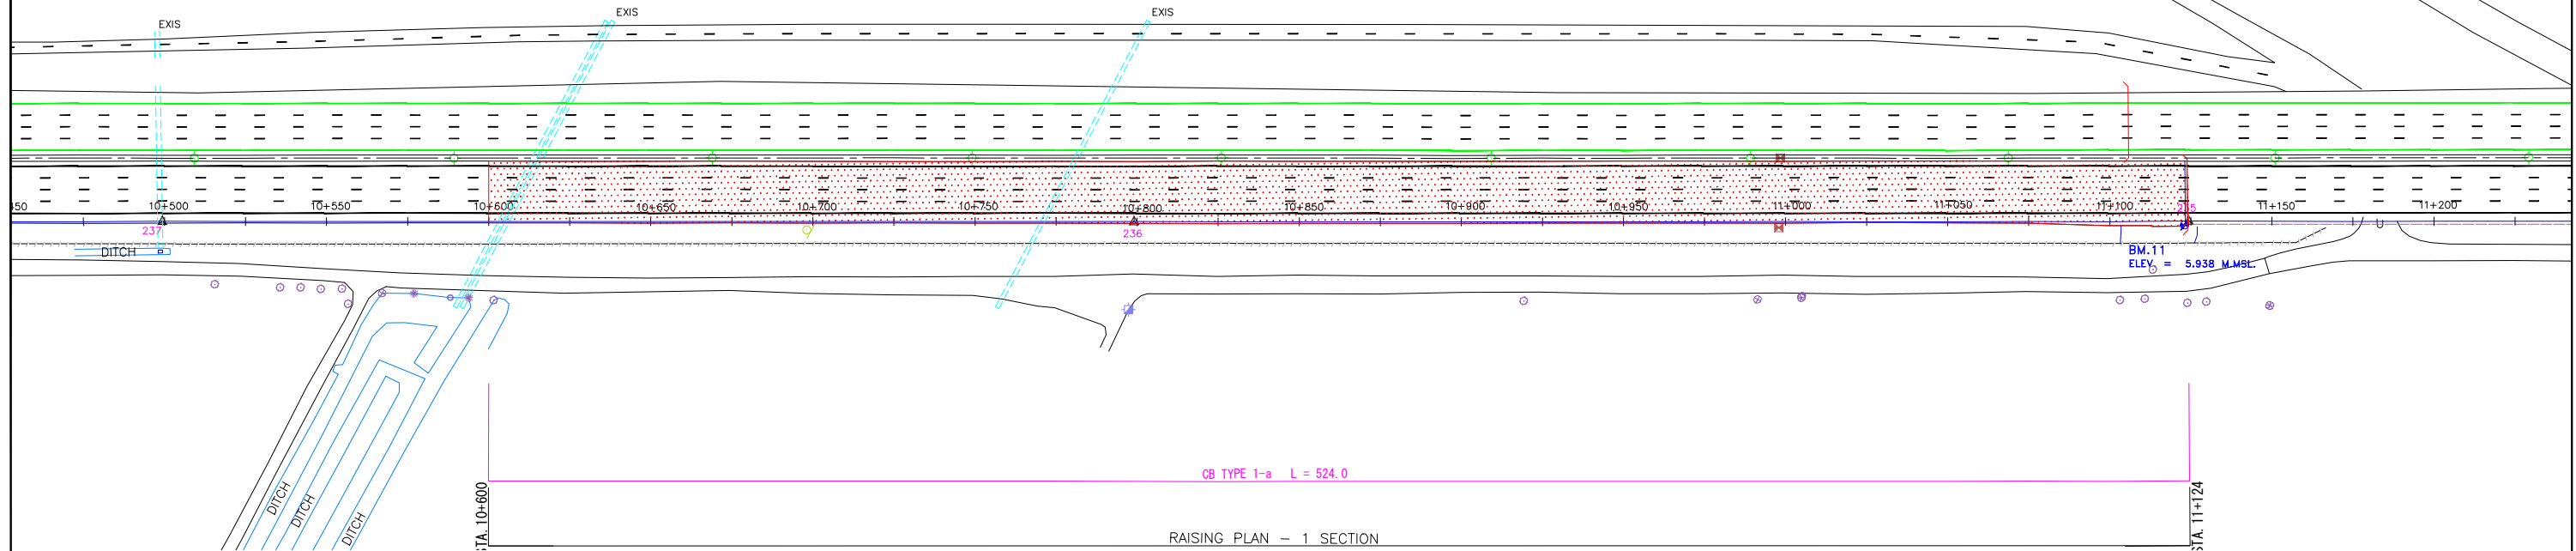 EXIS
EXIS
EXIS
450
10+500
10+550
10+600
10+650
10+700
10+750
10+800
10+850
10+900
10+950
11+000
11+050
11+100
11+150
11+200
237
236
235
U
DITCH
BM.11
ELEV. = 5.938 M.MSL.
CB TYPE 1-a L = 524.0
DITCH
DITCH
DITCH
STA. 10+600
STA. 11+124
RAISING PLAN - 1 SECTION